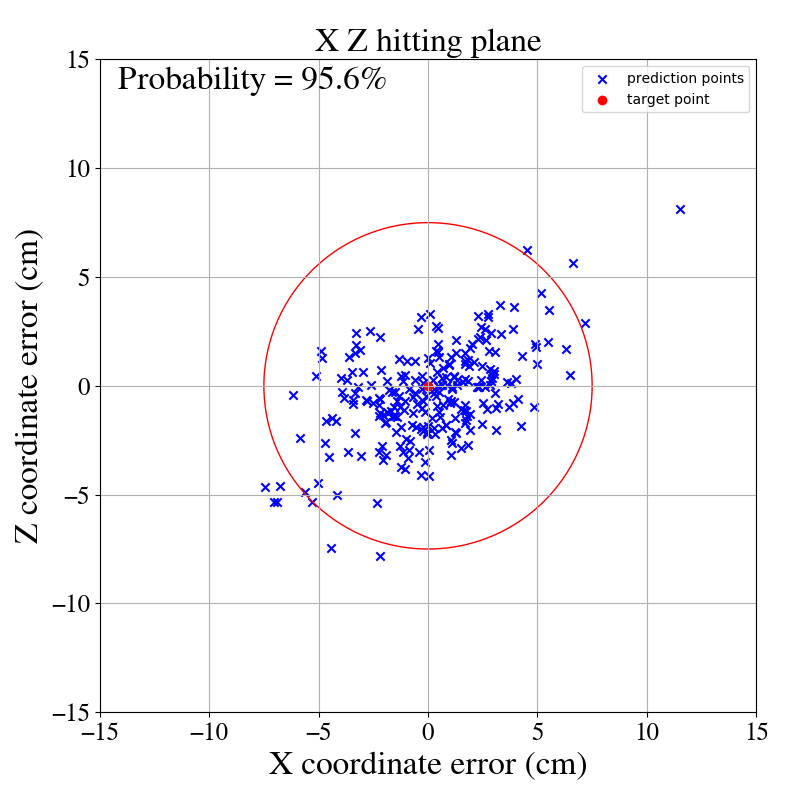 X Z hitting plane
Probability = 95.6%
prediction points
target point
15
10
5
0
−5
−10
−15
−15
−10
−5
0
5
10
15
Z coordinate error (cm)
X coordinate error (cm)